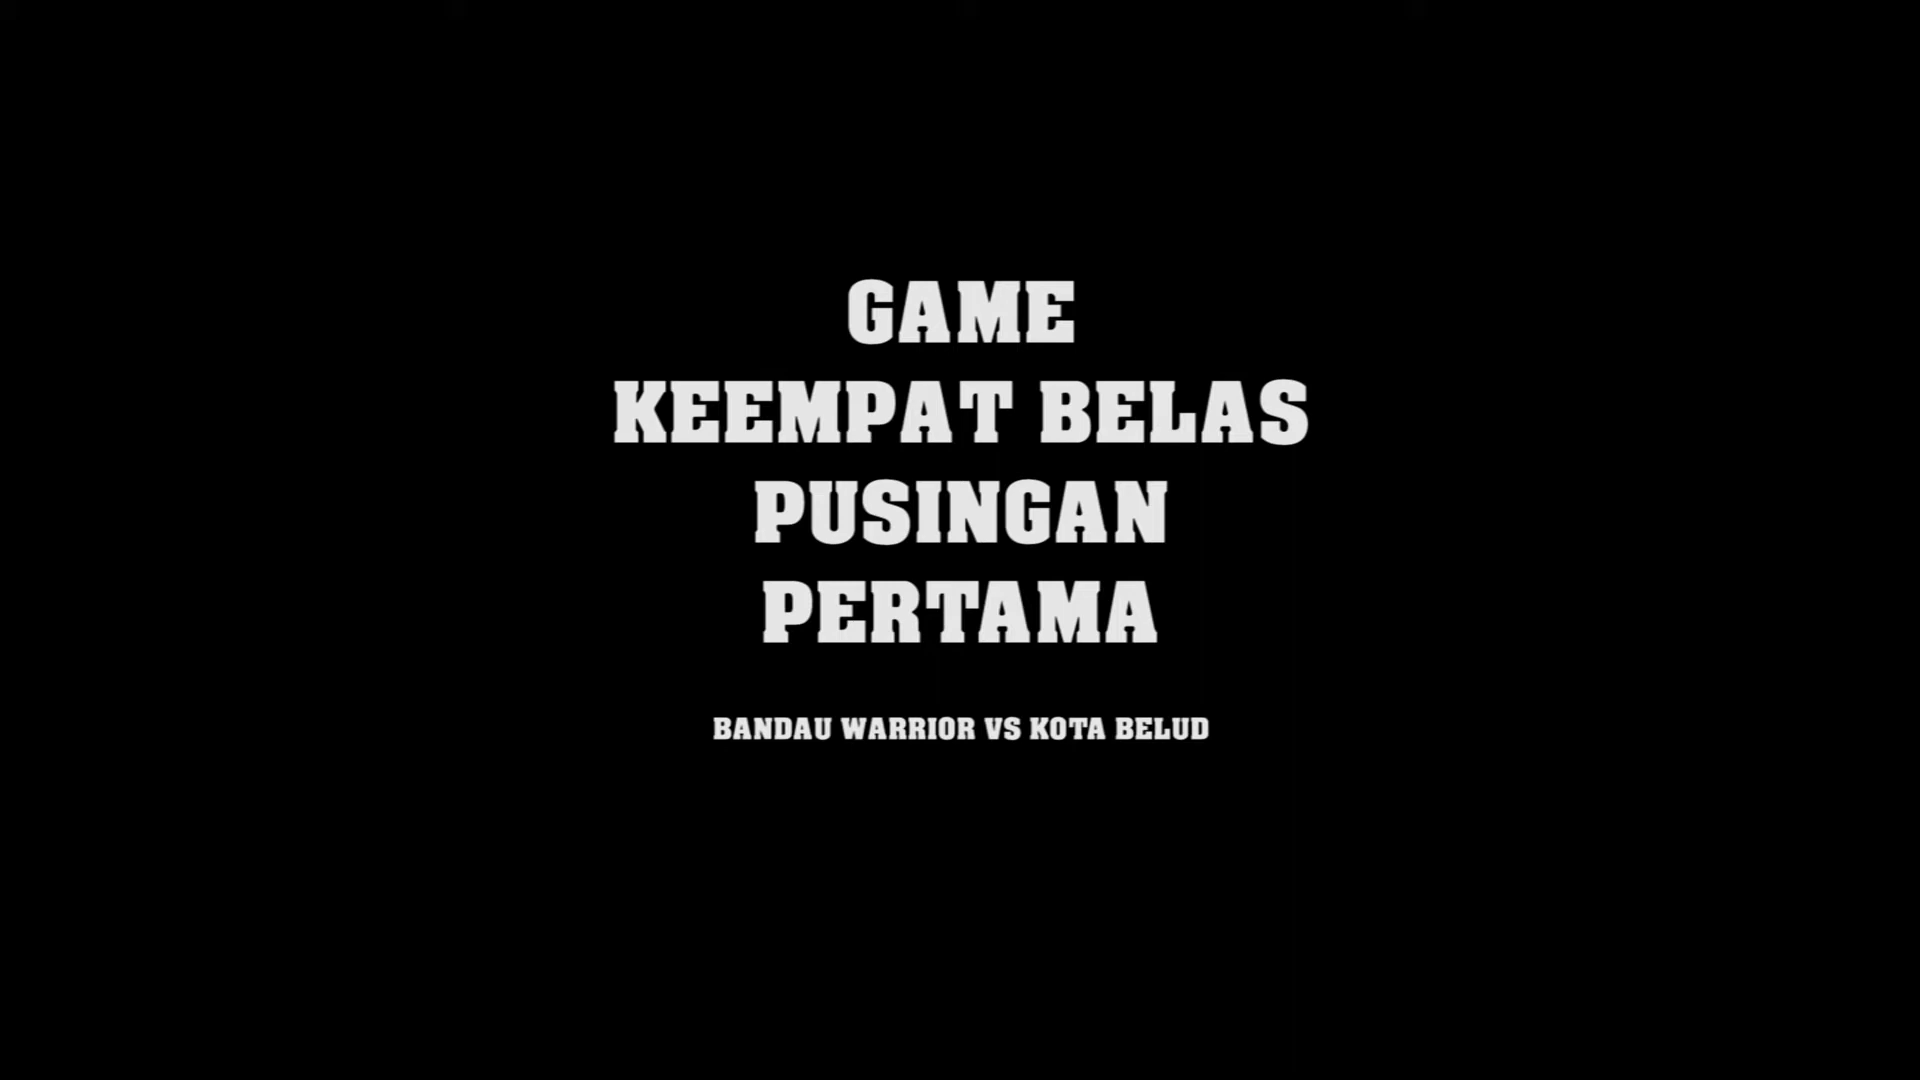 GAME
KEEMPAT BELAS
PUSINGAN
PERTAMA
BANDAU WARRIOR VS KOTA BELUD